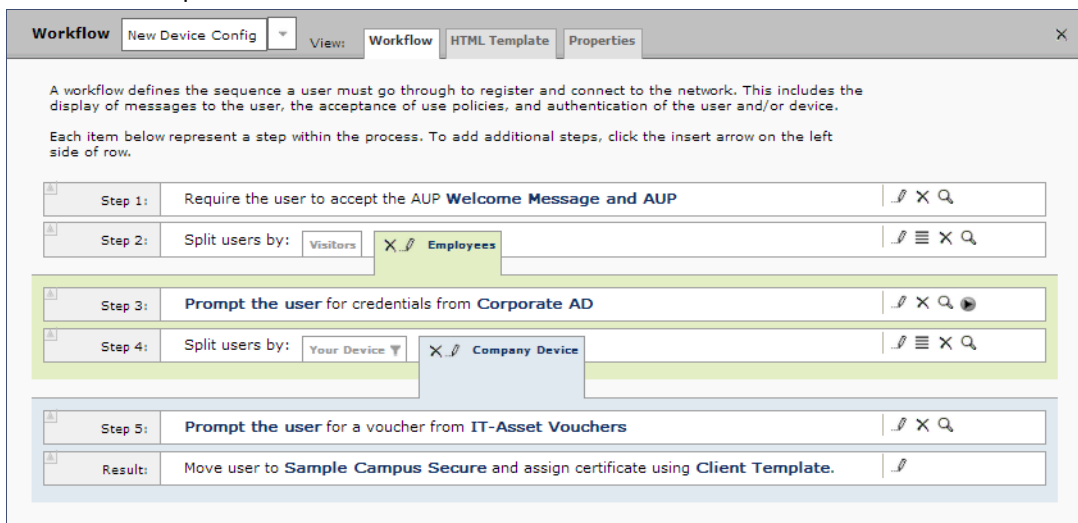 Workflow New Device Config View: Workflow HTML Template Properties
A workflow defines the sequence a user must go through to register and connect to the network. This includes the
display of messages to the user, the acceptance of use policies, and authentication of the user and/or device.
Each item below represent a step within the process. To add additional steps, click the insert arrow on the left
side of row.
Step 1: Require the user to accept the AUP Welcome Message and AUP
Step 2: Split users by: Visitors Employees
Step 3: Prompt the user for credentials from Corporate AD
Step 4: Split users by: Your Device Company Device
Step 5: Prompt the user for a voucher from IT-Asset Vouchers
Result: Move user to Sample Campus Secure and assign certificate using Client Template.